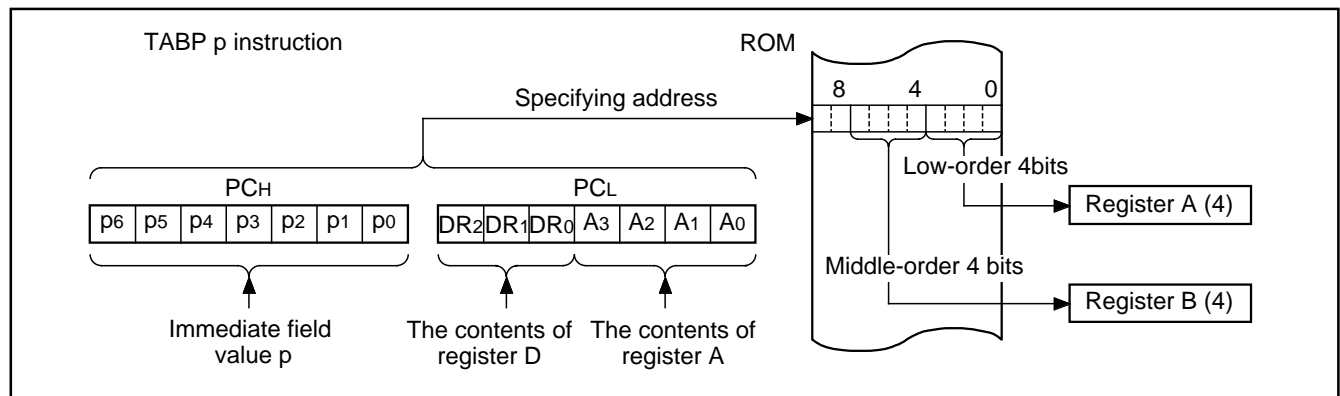 TABP p instruction
ROM
8 4 0
Specifying address
Low-order 4bits
PCH PCL
p6 p5 p4 p3 p2 p1 p0 DR2 DR1 DR0 A3 A2 A1 A0
Register A (4)
Middle-order 4 bits
Register B (4)
Immediate field
value p
The contents of
register D
The contents of
register A